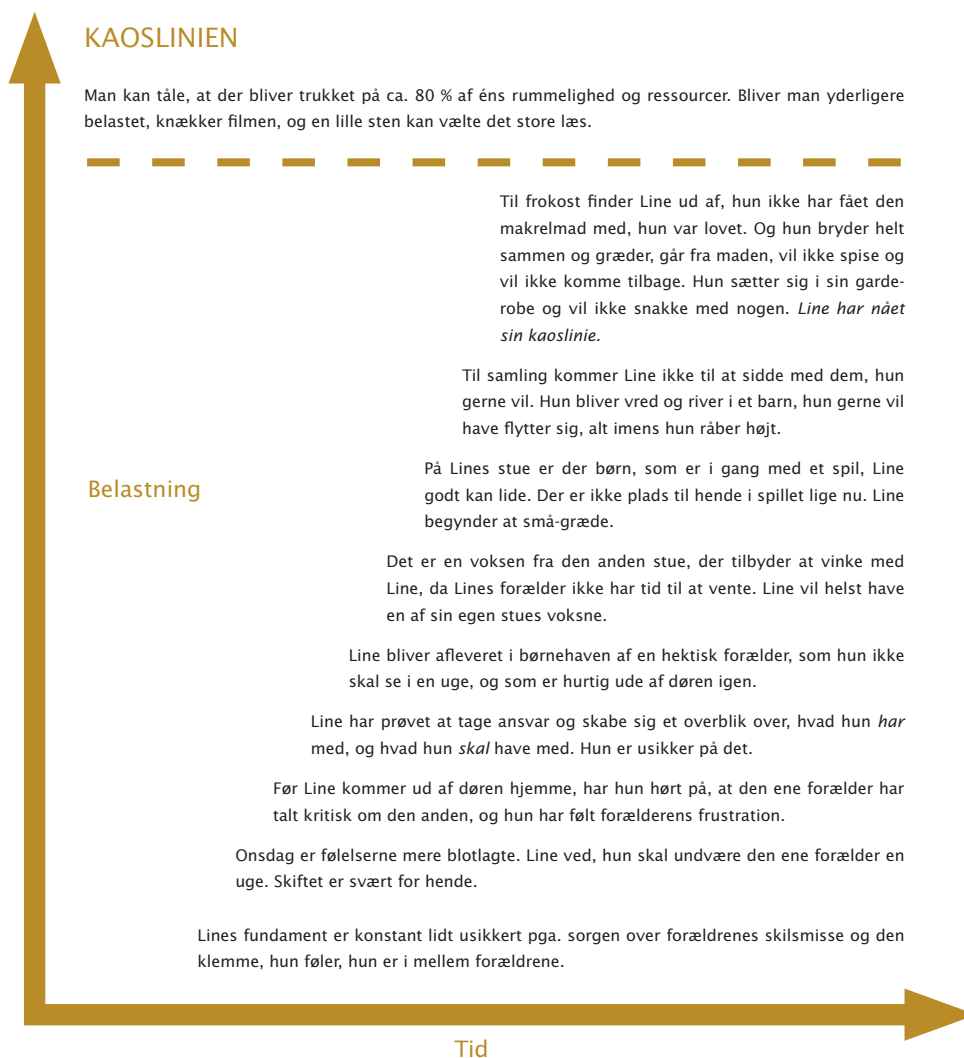 KAOSLINIEN
Man kan tåle, at der bliver trukket på ca. 80 % af éns rummelighed og ressourcer. Bliver man yderligere
belastet, knækker filmen, og en lille sten kan vælte det store læs.
Til frokost finder Line ud af, hun ikke har fået den
makrelmad med, hun var lovet. Og hun bryder helt
sammen og græder, går fra maden, vil ikke spise og
vil ikke komme tilbage. Hun sætter sig i sin garde-
robe og vil ikke snakke med nogen. Line har nået
sin kaoslinie.
Til samling kommer Line ikke til at sidde med dem, hun
gerne vil. Hun bliver vred og river i et barn, hun gerne vil
have flytter sig, alt imens hun råber højt.
Belastning
På Lines stue er der børn, som er i gang med et spil, Line
godt kan lide. Der er ikke plads til hende i spillet lige nu. Line
begynder at små-græde.
Det er en voksen fra den anden stue, der tilbyder at vinke med
Line, da Lines forælder ikke har tid til at vente. Line vil helst have
en af sin egen stues voksne.
Line bliver afleveret i børnehaven af en hektisk forælder, som hun ikke
skal se i en uge, og som er hurtig ude af døren igen.
Line har prøvet at tage ansvar og skabe sig et overblik over, hvad hun har
med, og hvad hun skal have med. Hun er usikker på det.
Før Line kommer ud af døren hjemme, har hun hørt på, at den ene forælder har
talt kritisk om den anden, og hun har følt forælderens frustration.
Onsdag er følelserne mere blotlagte. Line ved, hun skal undvære den ene forælder en
uge. Skiftet er svært for hende.
Lines fundament er konstant lidt usikkert pga. sorgen over forældrenes skilsmisse og den
klemme, hun føler, hun er i mellem forældrene.
Tid